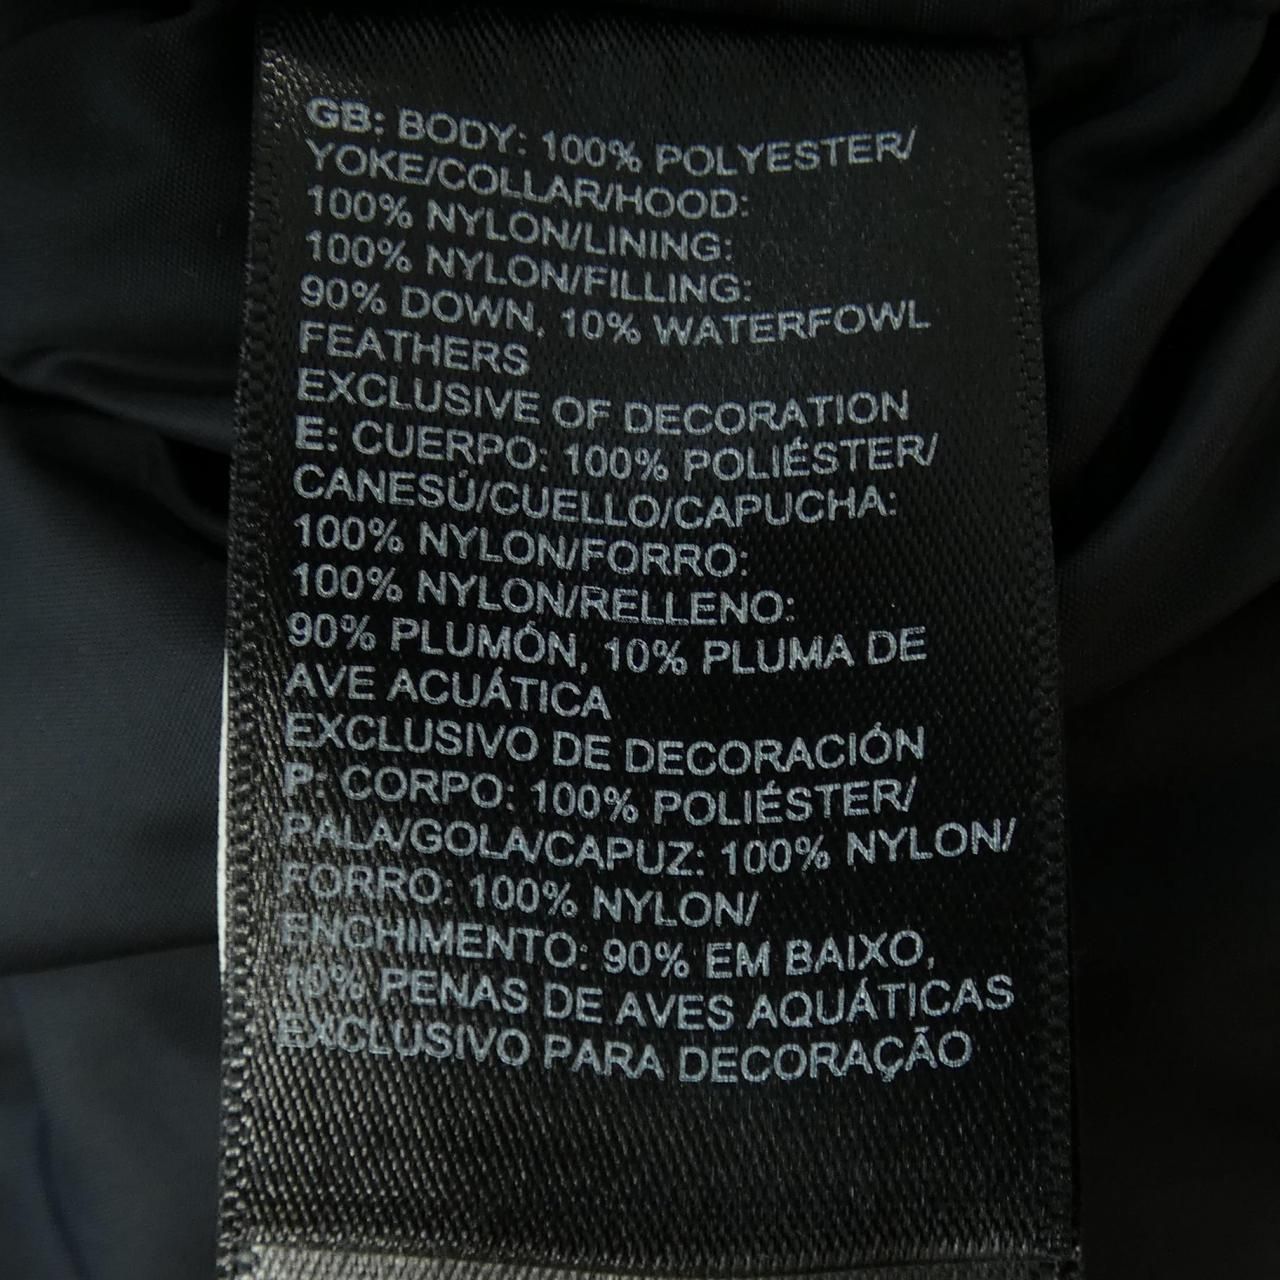 GB: BODY: 100% POLYESTER/
YOKE/COLLAR/HOOD:
100% NYLON/LINING:
100% NYLON/FILLING:
90% DOWN, 10% WATERFOWL
FEATHERS
EXCLUSIVE OF DECORATION
E: CUERPO: 100% POLIÉSTER/
CANESÚ/CUELLO/CAPUCHA:
100% NYLON/FORRO:
100% NYLON/RELLENO:
90% PLUMÓN, 10% PLUMA DE
AVE ACUÁTICA
EXCLUSIVO DE DECORACIÓN
P: CORPO: 100% POLIÉSTER/
PALA/GOLA/CAPUZ: 100% NYLON/
FORRO: 100% NYLON/
ENCHIMENTO: 90% EM BAIXO,
10% PENAS DE AVES AQUÁTICAS
EXCLUSIVO PARA DECORAÇÃO